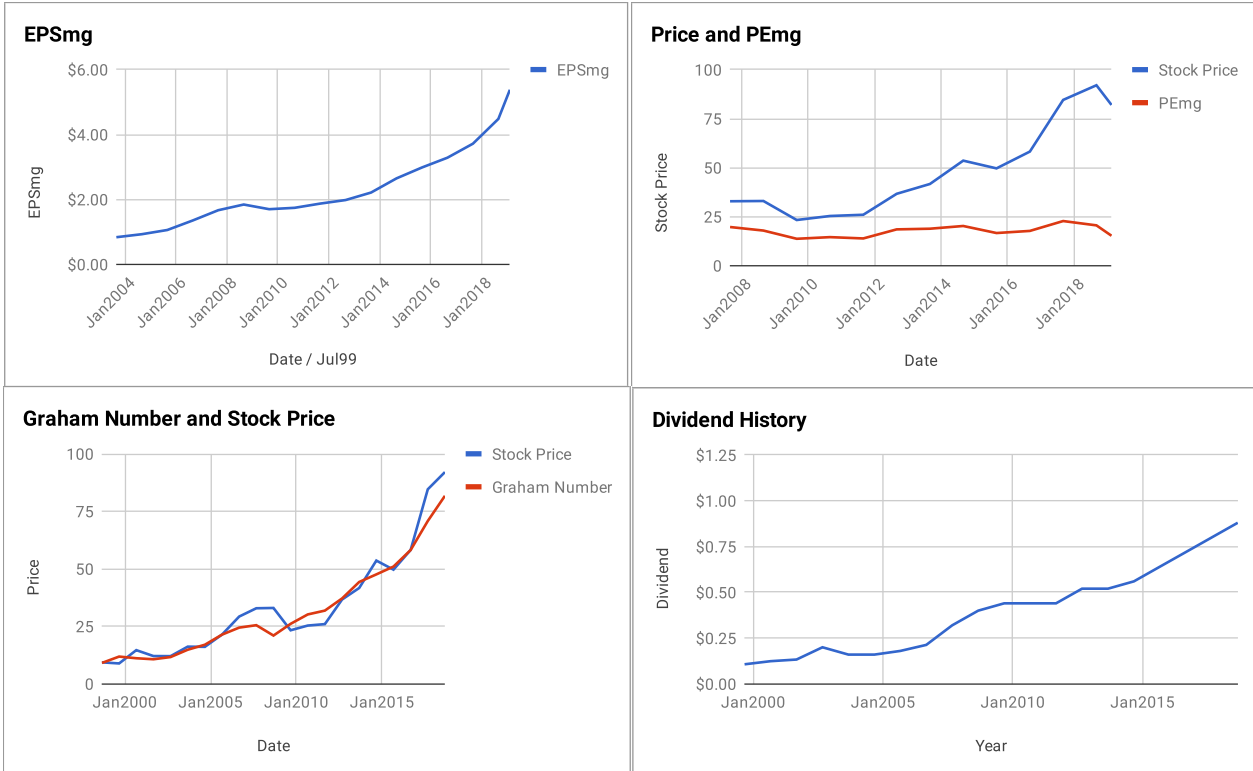 EPSmg
$6.00
$4.00
$2.00
$0.00
EPSmg
EPSmg
Jan2004
Jan2006
Jan2008
Jan2010
Jan2012
Jan2014
Jan2016
Jan2018
Date / Jul99
Price and PEmg
100
75
50
25
0
Stock Price
Stock Price
PEmg
Jan2008
Jan2010
Jan2012
Jan2014
Jan2016
Jan2018
Date
Graham Number and Stock Price
100
75
50
25
0
Price
Stock Price
Graham Number
Jan2000
Jan2005
Jan2010
Jan2015
Date
Dividend History
$1.25
$1.00
$0.75
$0.50
$0.25
$0.00
Dividend
Jan2000
Jan2005
Jan2010
Jan2015
Year